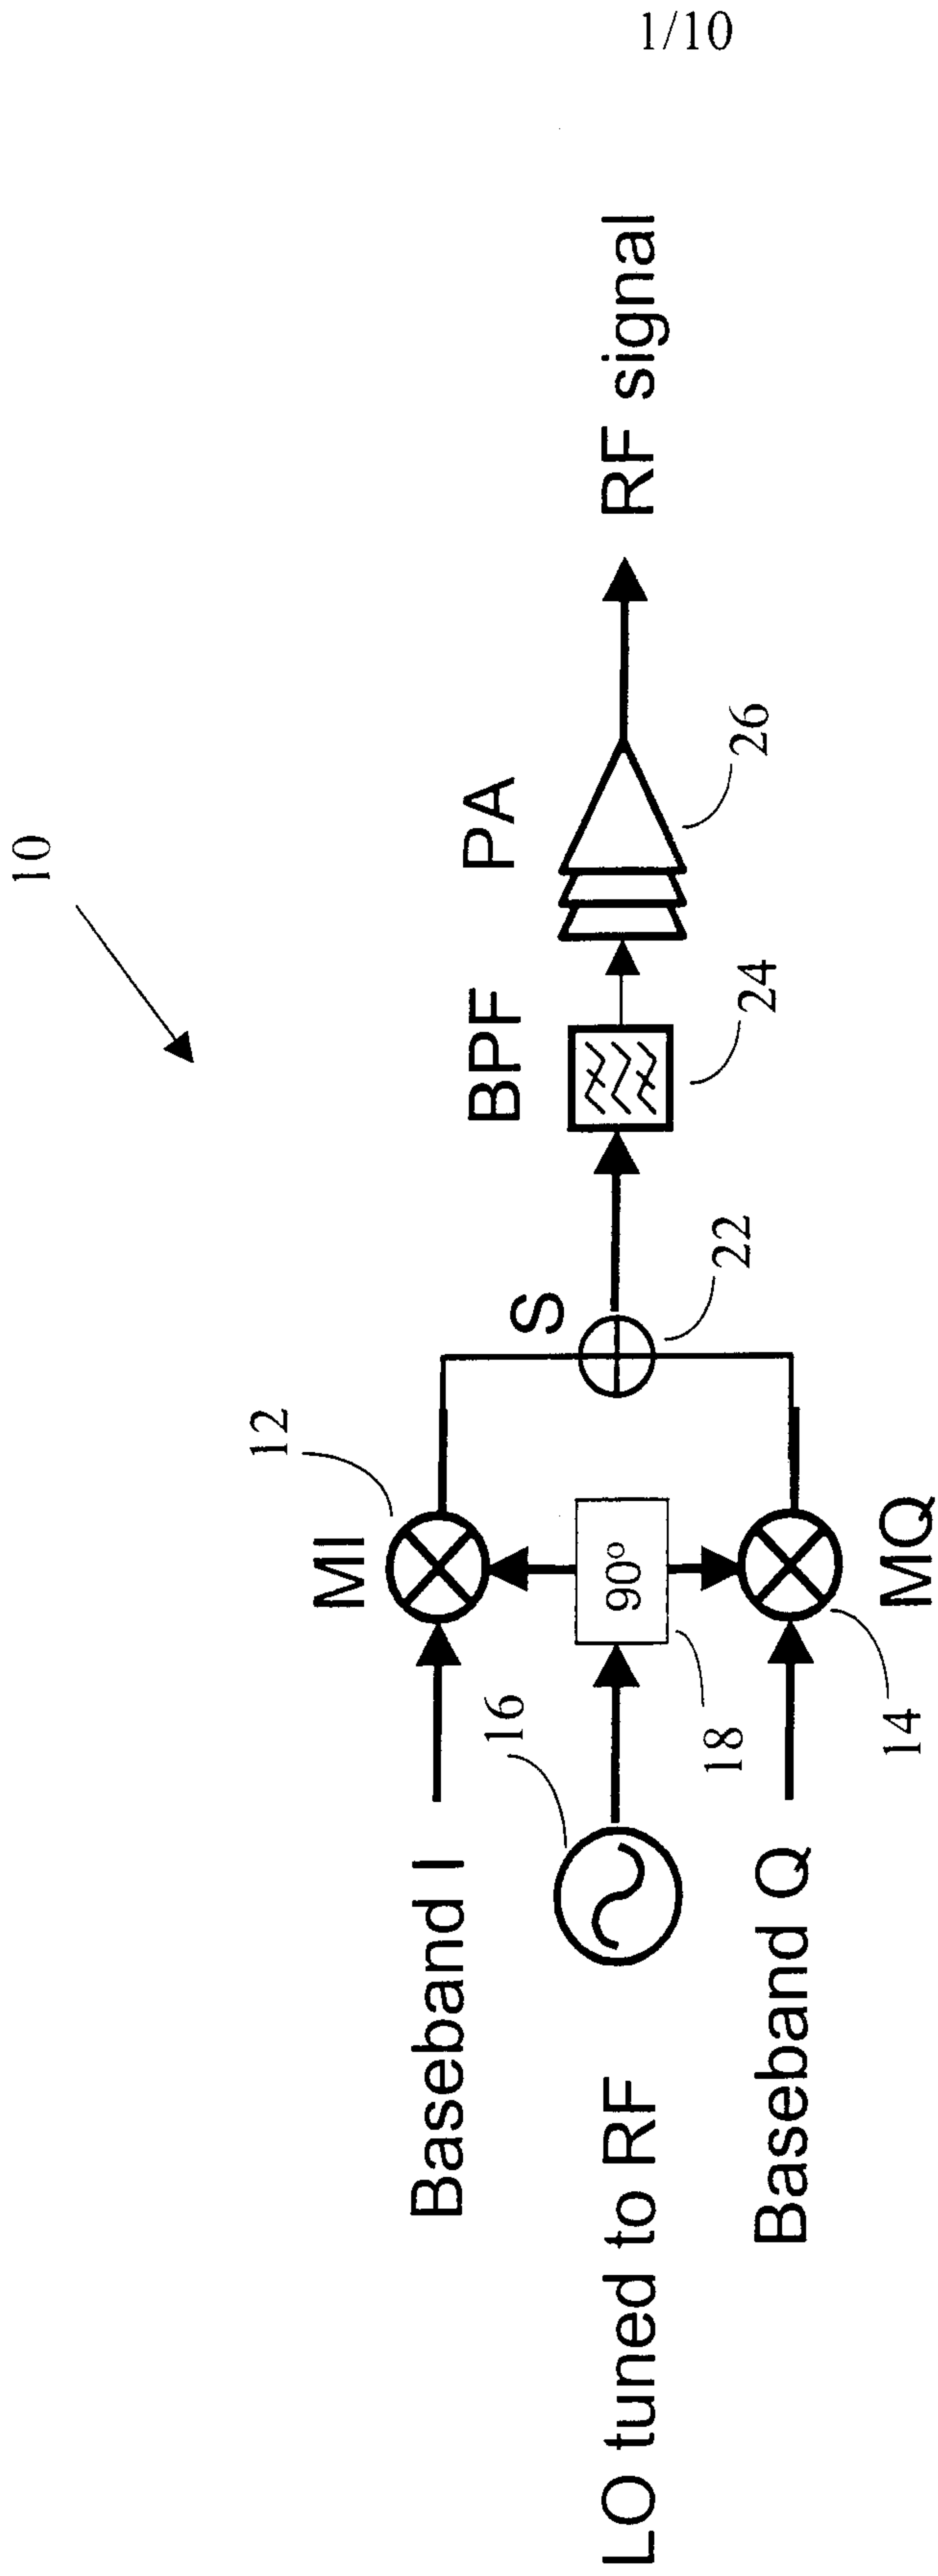 1/10
10
12
MI
Baseband I
16
LO tuned to RF
90°
18
S
22
BPF
24
PA
26
RF signal
Baseband Q
14
MQ